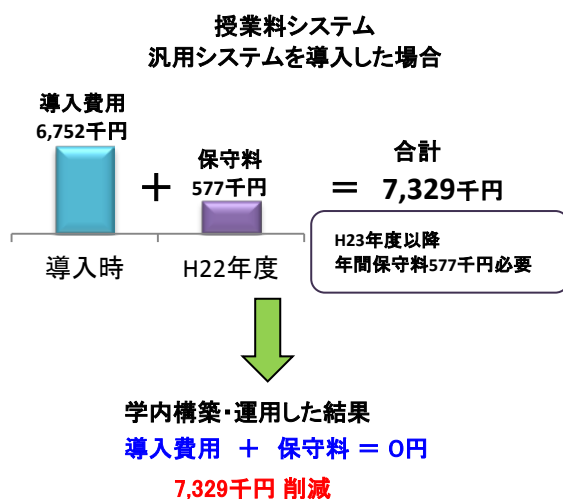 授業料システム
汎用システムを導入した場合
導入費用
6,752千円
+
保守料
577千円
=
合計
7,329千円
導入時
H22年度
H23年度以降
年間保守料577千円必要
学内構築・運用した結果
導入費用 + 保守料 = 0円
7,329千円 削減